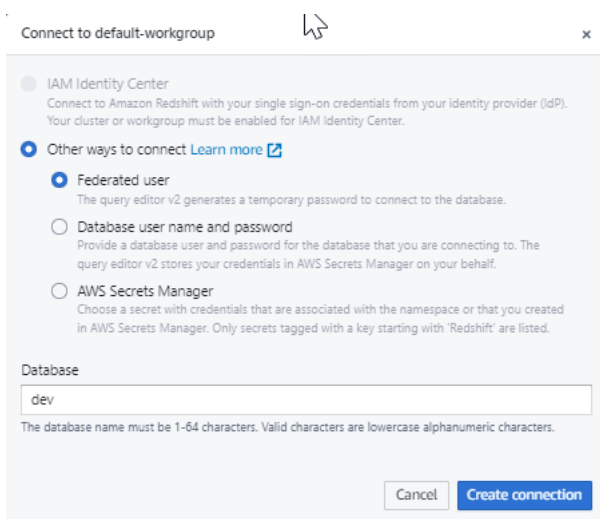 Connect to default-workgroup ×
IAM Identity Center
Connect to Amazon Redshift with your single sign-on credentials from your identity provider (IdP).
Your cluster or workgroup must be enabled for IAM Identity Center.
Other ways to connect Learn more
Federated user
The query editor v2 generates a temporary password to connect to the database.
Database user name and password
Provide a database user and password for the database that you are connecting to. The
query editor v2 stores your credentials in AWS Secrets Manager on your behalf.
AWS Secrets Manager
Choose a secret with credentials that are associated with the namespace or that you created
in AWS Secrets Manager. Only secrets tagged with a key starting with 'Redshift' are listed.
Database
dev
The database name must be 1-64 characters. Valid characters are lowercase alphanumeric characters.
Cancel Create connection